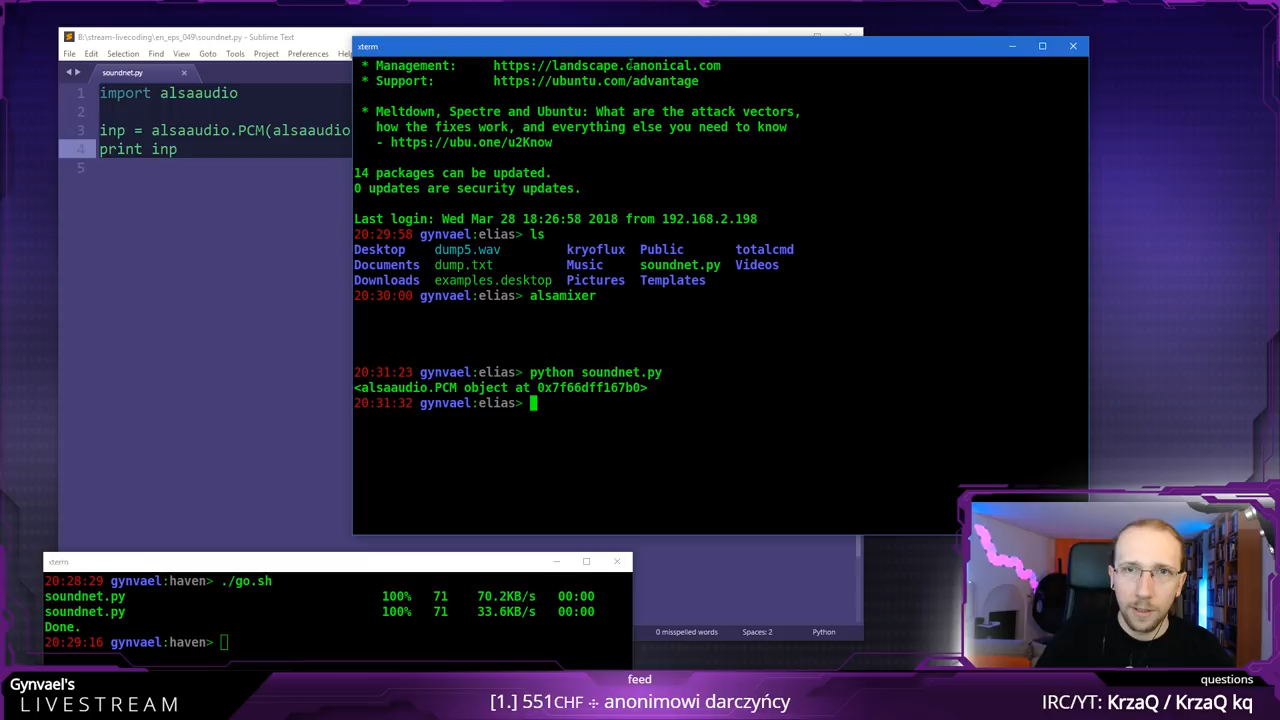 B:\stream-livecoding\en_eps_049\soundnet.py - Sublime Text
File Edit Selection Find View Goto Tools Project Preferences Help
soundnet.py ×
1 import alsaaudio
2
3 inp = alsaaudio.PCM(alsaaudio
4 print inp
5
xterm
* Management: https://landscape.canonical.com
* Support: https://ubuntu.com/advantage
* Meltdown, Spectre and Ubuntu: What are the attack vectors,
how the fixes work, and everything else you need to know
- https://ubu.one/u2Know
14 packages can be updated.
0 updates are security updates.
Last login: Wed Mar 28 18:26:58 2018 from 192.168.2.198
20:29:58 gynvael:elias> ls
Desktop dump5.wav kryoflux Public totalcmd
Documents dump.txt Music soundnet.py Videos
Downloads examples.desktop Pictures Templates
20:30:00 gynvael:elias> alsamixer
20:31:23 gynvael:elias> python soundnet.py
<alsaaudio.PCM object at 0x7f66dff167b0>
20:31:32 gynvael:elias>
xterm
20:28:29 gynvael:haven> ./go.sh
soundnet.py 100% 71 70.2KB/s 00:00
soundnet.py 100% 71 33.6KB/s 00:00
Done.
20:29:16 gynvael:haven>
0 misspelled words Spaces: 2 Python
Gynvael's
LIVESTREAM
feed
[1.] 551CHF ÷ anonimowi darczyńcy
questions
IRC/YT: KrzaQ / KrzaQ kq